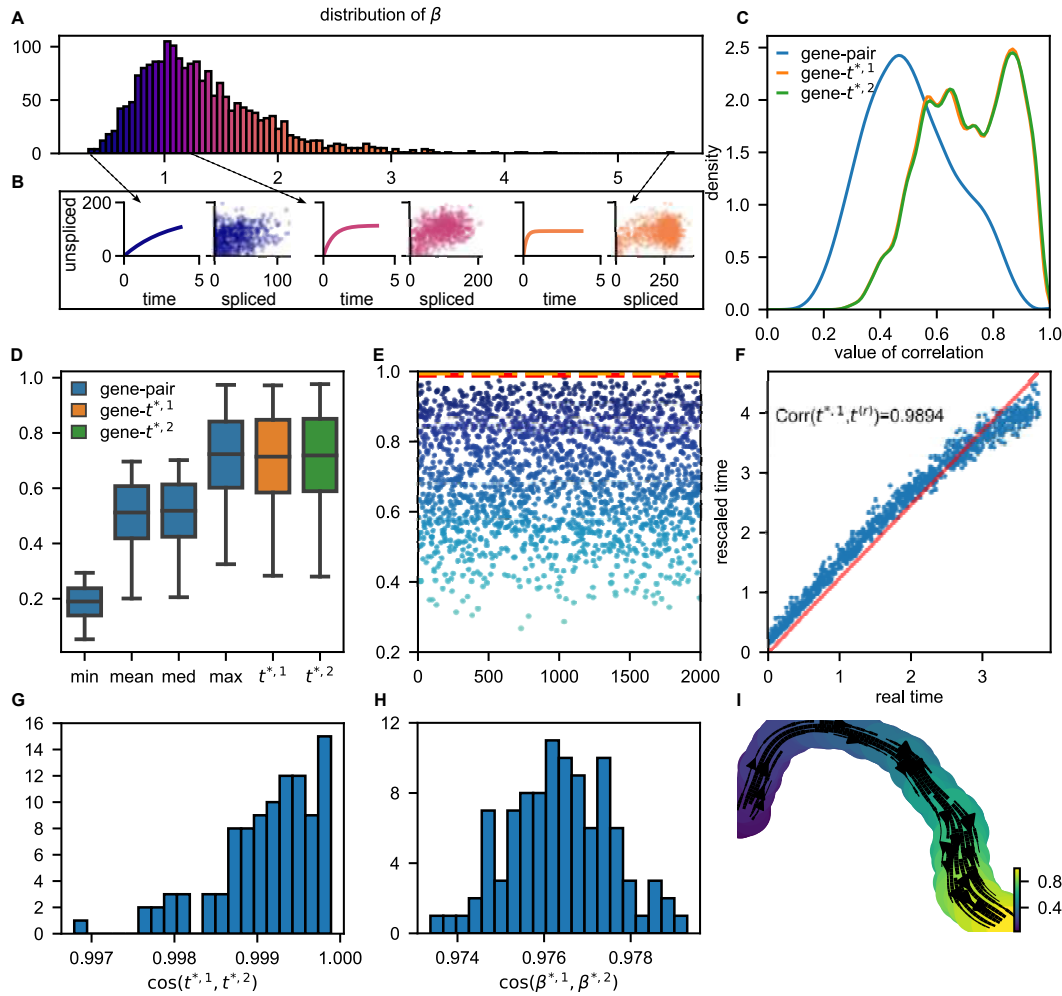 A
distribution of β
100
50
0
1
2
3
4
5
B
unspliced
200
0
0
5
time
0
100
spliced
0
5
time
0
200
spliced
0
5
time
0
250
spliced
C
gene-pair
gene-t*,1
gene-t*,2
density
2.5
2.0
1.5
1.0
0.5
0.0
0.0
0.2
0.4
0.6
0.8
1.0
value of correlation
D
gene-pair
gene-t*,1
gene-t*,2
1.0
0.8
0.6
0.4
0.2
min
mean
med
max
t*,1
t*,2
E
1.0
0.8
0.6
0.4
0.2
0
500
1000
1500
2000
F
Corr(t*,1,t(r))=0.9894
rescaled time
4
3
2
1
0
0
1
2
3
real time
G
16
14
12
10
8
6
4
2
0
0.997
0.998
0.999
1.000
cos(t*,1, t*,2)
H
12
8
4
0
0.974
0.976
0.978
cos(β*,1, β*,2)
I
0.8
0.4